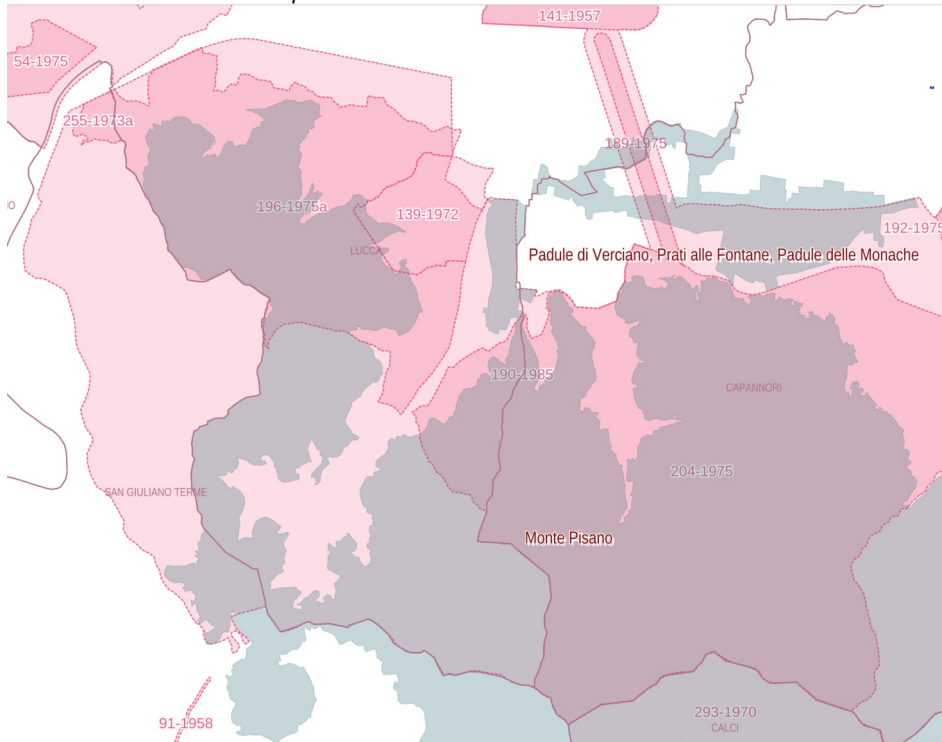 141-1957
54-1975
255-1973a
189-1975
196-1975a
139-1972
192-1975
LUCCA
Padule di Verciano, Prati alle Fontane, Padule delle Monache
190-1985
CAPANNORI
204-1975
SAN GIULIANO TERME
Monte Pisano
293-1970
91-1958
CALCI